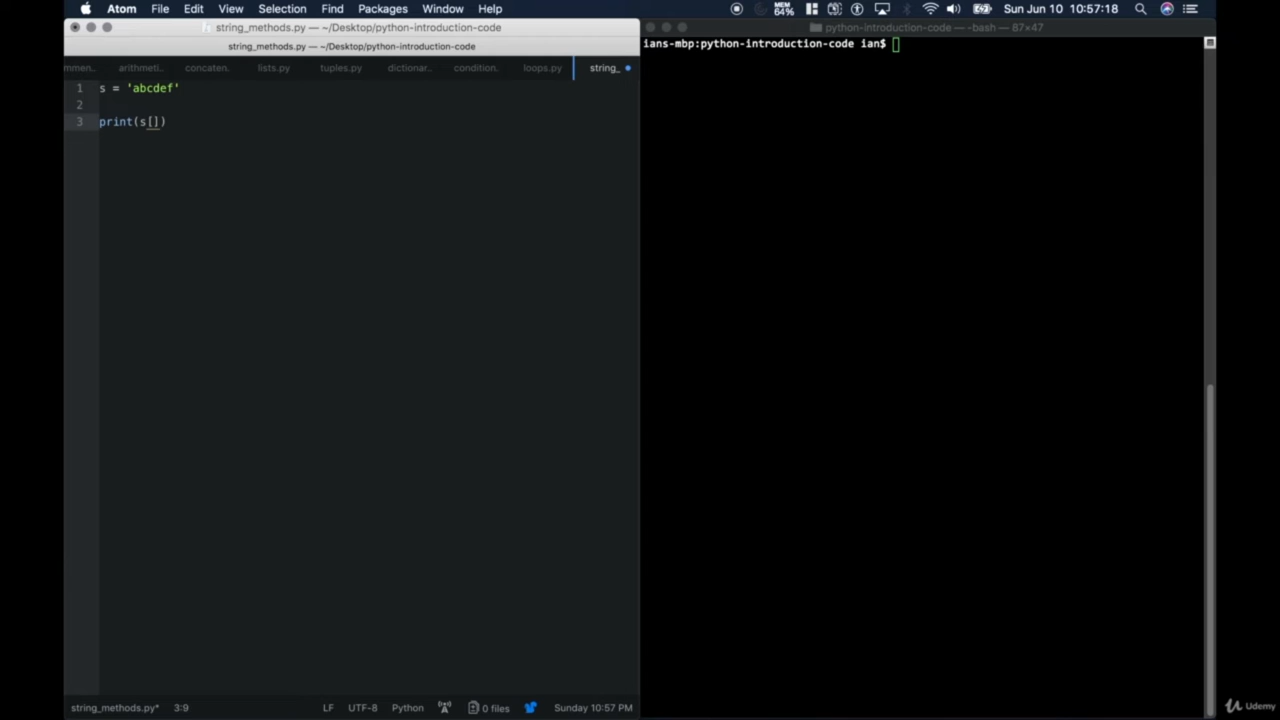 Atom File Edit View Selection Find Packages Window Help MEM 64% Sun Jun 10 10:57:18
string_methods.py — ~/Desktop/python-introduction-code
string_methods.py — ~/Desktop/python-introduction-code
mmen.. arithmeti.. concaten. lists.py tuples.py dictionar.. condition. loops.py string_
1 s = 'abcdef'
2
3 print(s[])
string_methods.py* 3:9 LF UTF-8 Python 0 files Sunday 10:57 PM
python-introduction-code — -bash — 87×47
ians-mbp:python-introduction-code ian$
Udemy